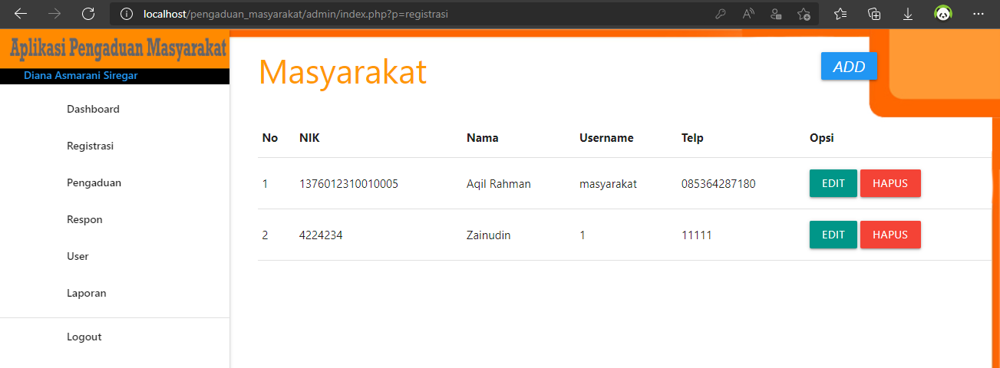 localhost/pengaduan_masyarakat/admin/index.php?p=registrasi
Aplikasi Pengaduan Masyarakat
Diana Asmarani Siregar
Dashboard
Registrasi
Pengaduan
Respon
User
Laporan
Logout
Masyarakat
ADD
No NIK Nama Username Telp Opsi
1 1376012310010005 Aqil Rahman masyarakat 085364287180 EDIT HAPUS
2 4224234 Zainudin 1 11111 EDIT HAPUS